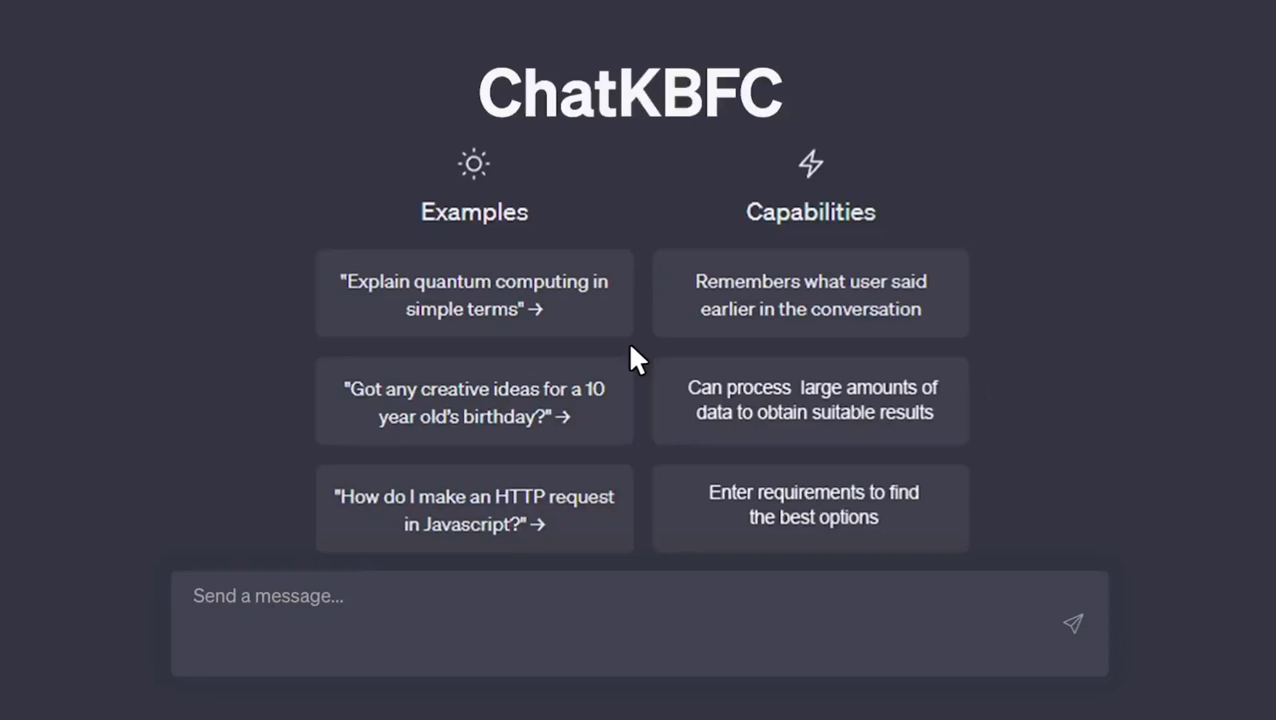 ChatKBFC
Examples
Capabilities
"Explain quantum computing in
simple terms" →
Remembers what user said
earlier in the conversation
"Got any creative ideas for a 10
year old's birthday?" →
Can process  large amounts of
data to obtain suitable results
"How do I make an HTTP request
in Javascript?" →
Enter requirements to find
the best options
Send a message...